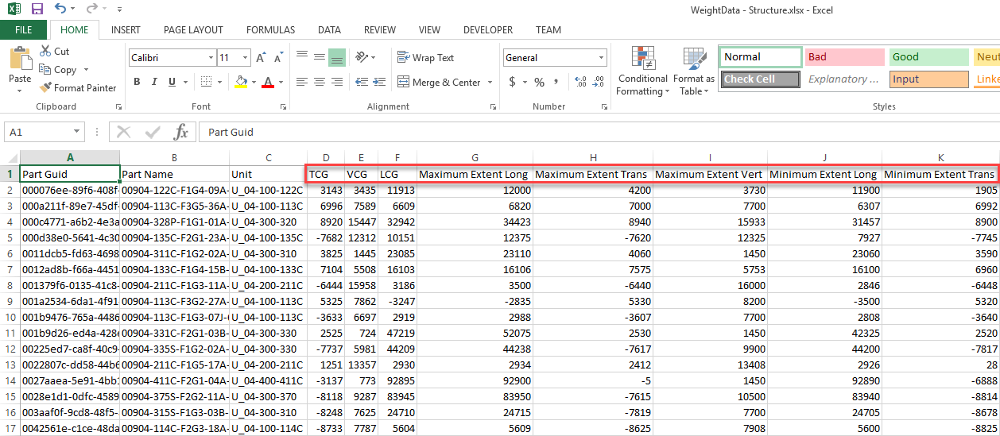 WeightData - Structure.xlsx - Excel
FILE HOME INSERT PAGE LAYOUT FORMULAS DATA REVIEW VIEW DEVELOPER TEAM
Cut Calibri 11 Wrap Text General Normal Bad Good Neut
Copy
Paste Format Painter B I U Merge & Center $ % Conditional Formatting Format as Table Check Cell Explanatory ... Input Linke
Clipboard Font Alignment Number Styles
A1 fx Part Guid
A B C D E F G H I J K
1 Part Guid Part Name Unit TCG VCG LCG Maximum Extent Long Maximum Extent Trans Maximum Extent Vert Minimum Extent Long Minimum Extent Trans
2 000076ee-89f6-408f- 00904-122C-F1G4-09A- U_04-100-122C 3143 3435 11913 12000 4200 3730 11900 1905
3 000a211f-89e7-45df- 00904-113C-F3G5-36A- U_04-100-113C 6996 7589 6609 6820 7000 7700 6307 6992
4 000c4771-a6b2-4e3a 00904-328P-F1G1-01A- U_04-300-320 8920 15447 32942 34423 8940 15933 31457 8900
5 000d38e0-5641-4c30 00904-135C-F2G1-23A- U_04-100-135C -7682 12312 10151 12375 -7620 12325 7927 -7745
6 0011dcb5-fd63-4698 00904-311C-F1G2-02A- U_04-300-310 3825 1445 23085 23110 4060 1450 23060 3590
7 0012ad8b-f66a-4451 00904-133C-F1G4-15B- U_04-100-133C 7104 5508 16103 16106 7575 5753 16100 6960
8 001379f6-0135-41c8- 00904-211C-F1G3-11A- U_04-200-211C -6444 15958 3186 3500 -6440 16000 2846 -6448
9 001a2534-6da1-4f91- 00904-113C-F3G2-27A- U_04-100-113C 5325 7862 -3247 -2835 5330 8200 -3500 5320
10 001b9476-765a-4486 00904-113C-F1G3-07J- U_04-100-113C -3633 6697 2919 2988 -3607 7700 2808 -3640
11 001b9d26-ed4a-428e 00904-331C-F2G1-03B- U_04-300-330 2525 724 47219 52075 2530 1450 42325 2520
12 00225ed7-ca8f-40c9- 00904-335S-F1G2-02A- U_04-300-330 -7737 5981 44209 44238 -7617 9900 44200 -7817
13 0022807c-dd58-44b6 00904-211C-F1G5-17A- U_04-200-211C 1251 13357 2930 2934 2412 13408 2926 28
14 0027aaea-5e91-4bb1 00904-411C-F2G1-04A- U_04-400-411C -3137 773 92895 92900 -5 1450 92890 -6888
15 0028e1d1-0dfc-4589 00904-375S-F2G2-11A- U_04-300-370 -8118 9287 83945 83950 -7615 10500 83940 -8814
16 003aaf0f-9cd8-48f5- 00904-315S-F1G3-03B- U_04-300-310 -8248 7625 24710 24715 -7819 7700 24705 -8678
17 0042561e-c1ce-48da 00904-114C-F2G3-18A- U_04-100-114C -8733 7787 5604 5609 -8625 7908 5600 -8825